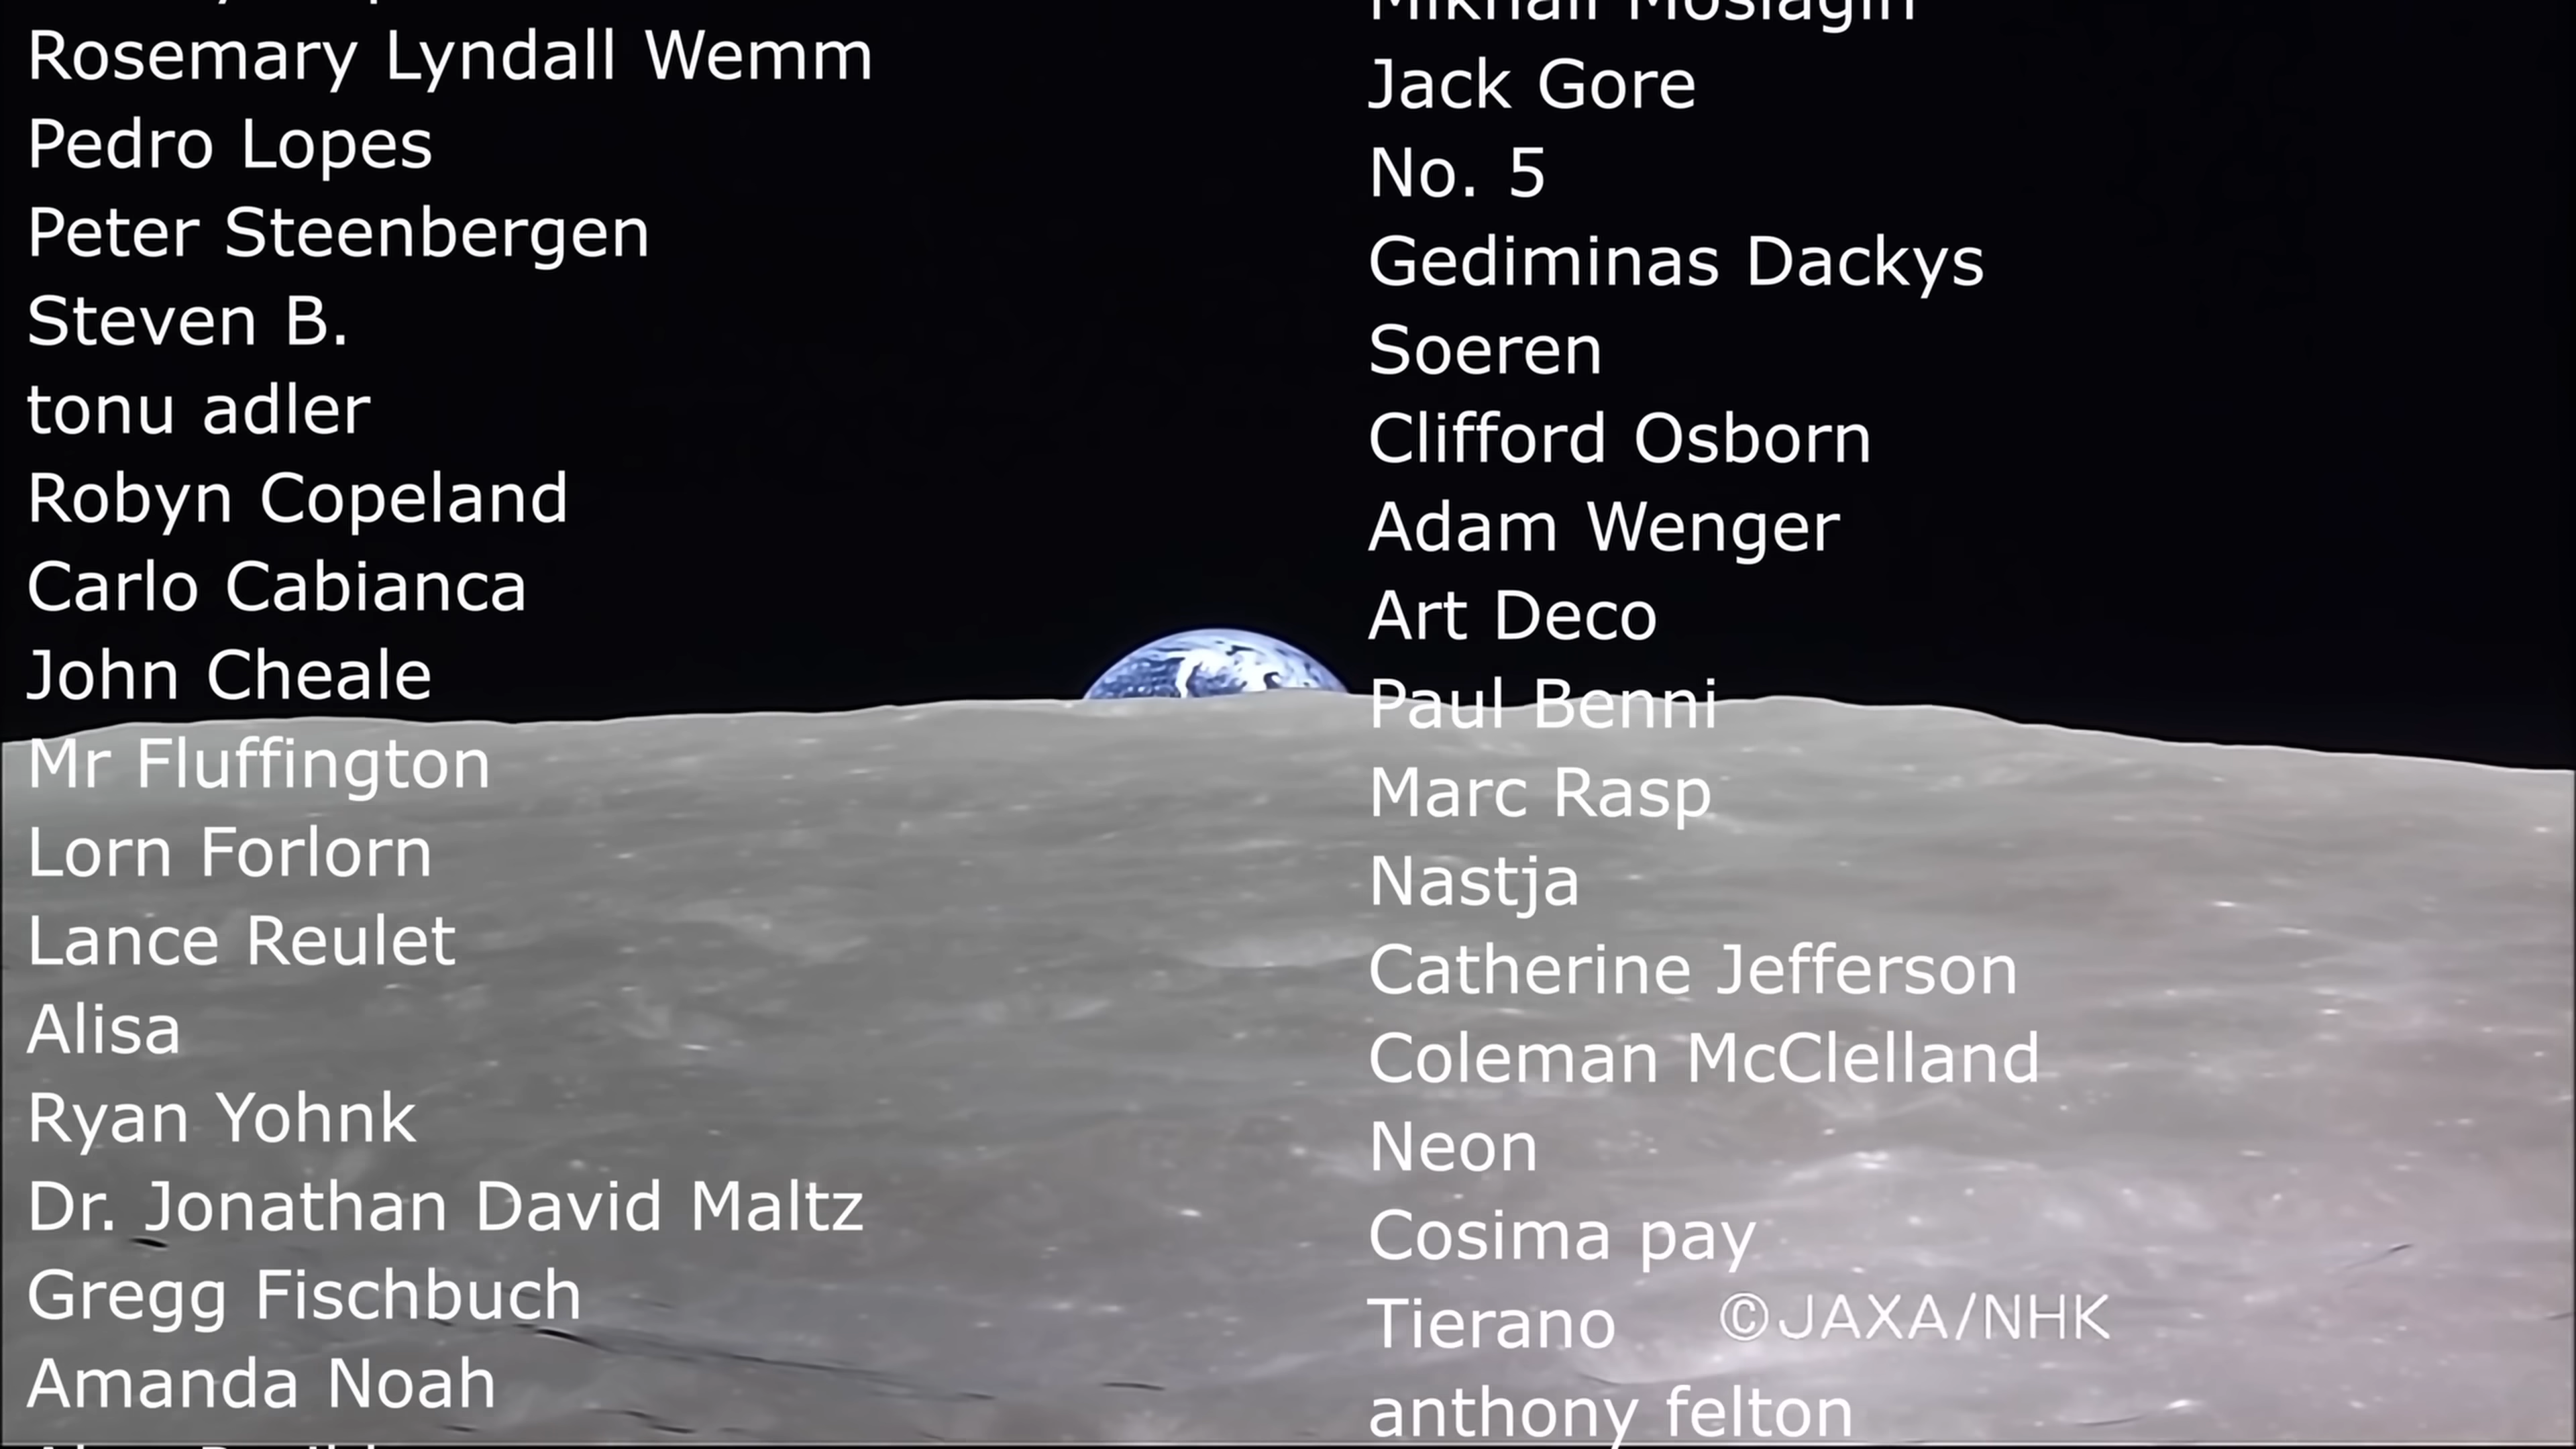 Rosemary Lyndall Wemm
Pedro Lopes
Peter Steenbergen
Steven B.
tonu adler
Robyn Copeland
Carlo Cabianca
John Cheale
Mr Fluffington
Lorn Forlorn
Lance Reulet
Alisa
Ryan Yohnk
Dr. Jonathan David Maltz
Gregg Fischbuch
Amanda Noah
Jack Gore
No. 5
Gediminas Dackys
Soeren
Clifford Osborn
Adam Wenger
Art Deco
Paul Benni
Marc Rasp
Nastja
Catherine Jefferson
Coleman McClelland
Neon
Cosima pay
Tierano
©JAXA/NHK
anthony felton